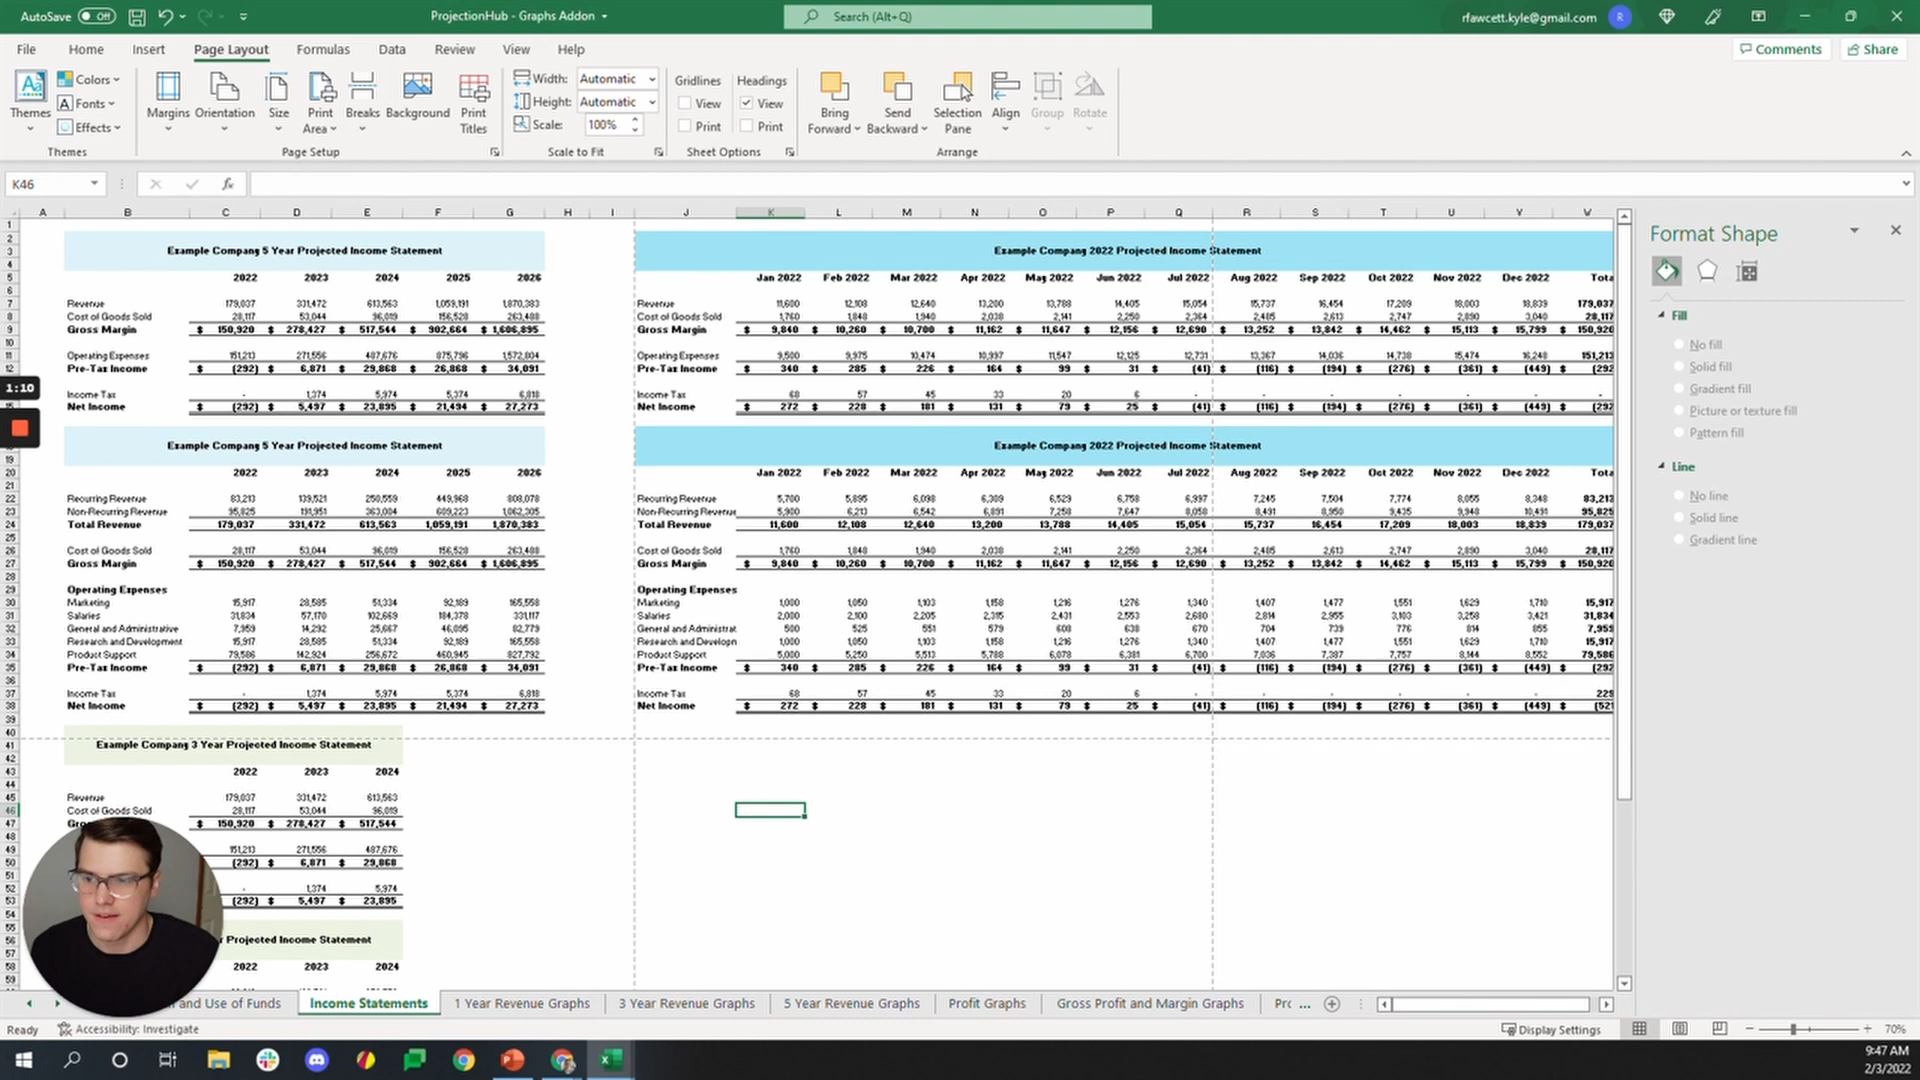 AutoSave Off ProjectionHub - Graphs Addon Search (Alt+Q) rfawcett.kyle@gmail.com R
File Home Insert Page Layout Formulas Data Review View Help Comments Share
Themes Colors Fonts Effects Margins Orientation Size Print Area Breaks Background Print Titles Width: Automatic Height: Automatic Scale: 100% Gridlines View Print Headings View Print Bring Forward Send Backward Selection Pane Align Group Rotate
Themes Page Setup Scale to Fit Sheet Options Arrange
K46 fx
A B C D E F G H I J K L M N O P Q R S T U V W
Example Company 5 Year Projected Income Statement
2022 2023 2024 2025 2026
Revenue 179,037 331,472 613,563 1,059,191 1,870,383
Cost of Goods Sold 28,117 53,044 96,019 156,528 263,488
Gross Margin $ 150,920 $ 278,427 $ 517,544 $ 902,664 $ 1,606,895
Operating Expenses 151,213 271,556 487,676 875,796 1,572,804
Pre-Tax Income $ (292) $ 6,871 $ 29,868 $ 26,868 $ 34,091
Income Tax - 1,374 5,974 5,374 6,818
Net Income $ (292) $ 5,497 $ 23,895 $ 21,494 $ 27,273
Example Company 5 Year Projected Income Statement
2022 2023 2024 2025 2026
Recurring Revenue 83,213 139,521 250,559 449,968 808,078
Non-Recurring Revenue 95,825 191,951 363,004 609,223 1,062,305
Total Revenue 179,037 331,472 613,563 1,059,191 1,870,383
Cost of Goods Sold 28,117 53,044 96,019 156,528 263,488
Gross Margin $ 150,920 $ 278,427 $ 517,544 $ 902,664 $ 1,606,895
Operating Expenses
Marketing 15,917 28,585 51,334 92,189 165,558
Salaries 31,834 57,170 102,669 184,378 331,117
General and Administrative 7,959 14,292 25,667 46,095 82,779
Research and Development 15,917 28,585 51,334 92,189 165,558
Product Support 79,586 142,924 256,672 460,945 827,792
Pre-Tax Income $ (292) $ 6,871 $ 29,868 $ 26,868 $ 34,091
Income Tax - 1,374 5,974 5,374 6,818
Net Income $ (292) $ 5,497 $ 23,895 $ 21,494 $ 27,273
Example Company 3 Year Projected Income Statement
2022 2023 2024
Revenue 179,037 331,472 613,563
Cost of Goods Sold 28,117 53,044 96,019
$ 150,920 $ 278,427 $ 517,544
151,213 271,556 487,676
(292) $ 6,871 $ 29,868
- 1,374 5,974
(292) $ 5,497 $ 23,895
Projected Income Statement
2022 2023 2024
Example Company 2022 Projected Income Statement
Jan 2022 Feb 2022 Mar 2022 Apr 2022 May 2022 Jun 2022 Jul 2022 Aug 2022 Sep 2022 Oct 2022 Nov 2022 Dec 2022 Tota
Revenue 11,600 12,108 12,640 13,200 13,788 14,405 15,054 15,737 16,454 17,209 18,003 18,839 179,037
Cost of Goods Sold 1,760 1,848 1,940 2,038 2,141 2,250 2,364 2,485 2,613 2,747 2,890 3,040 28,117
Gross Margin $ 9,840 $ 10,260 $ 10,700 $ 11,162 $ 11,647 $ 12,156 $ 12,690 $ 13,252 $ 13,842 $ 14,462 $ 15,113 $ 15,799 $ 150,920
Operating Expenses 9,500 9,975 10,474 10,997 11,547 12,125 12,731 13,367 14,036 14,738 15,474 16,248 151,213
Pre-Tax Income $ 340 $ 285 $ 226 $ 164 $ 99 $ 31 $ (41) $ (116) $ (194) $ (276) $ (361) $ (449) $ (292
Income Tax 68 57 45 33 20 6 - - - - - - -
Net Income $ 272 $ 228 $ 181 $ 131 $ 79 $ 25 $ (41) $ (116) $ (194) $ (276) $ (361) $ (449) $ (292
Example Company 2022 Projected Income Statement
Jan 2022 Feb 2022 Mar 2022 Apr 2022 May 2022 Jun 2022 Jul 2022 Aug 2022 Sep 2022 Oct 2022 Nov 2022 Dec 2022 Tota
Recurring Revenue 5,700 5,895 6,098 6,309 6,529 6,758 6,997 7,245 7,504 7,774 8,055 8,348 83,213
Non-Recurring Revenue 5,900 6,213 6,542 6,891 7,258 7,647 8,058 8,491 8,950 9,435 9,948 10,491 95,825
Total Revenue 11,600 12,108 12,640 13,200 13,788 14,405 15,054 15,737 16,454 17,209 18,003 18,839 179,037
Cost of Goods Sold 1,760 1,848 1,940 2,038 2,141 2,250 2,364 2,485 2,613 2,747 2,890 3,040 28,117
Gross Margin $ 9,840 $ 10,260 $ 10,700 $ 11,162 $ 11,647 $ 12,156 $ 12,690 $ 13,252 $ 13,842 $ 14,462 $ 15,113 $ 15,799 $ 150,920
Operating Expenses
Marketing 1,000 1,050 1,103 1,158 1,216 1,276 1,340 1,407 1,477 1,551 1,629 1,710 15,917
Salaries 2,000 2,100 2,205 2,315 2,431 2,553 2,680 2,814 2,955 3,103 3,258 3,421 31,834
General and Administrat 500 525 551 579 608 638 670 704 739 776 814 855 7,959
Research and Developn 1,000 1,050 1,103 1,158 1,216 1,276 1,340 1,407 1,477 1,551 1,629 1,710 15,917
Product Support 5,000 5,250 5,513 5,788 6,078 6,381 6,700 7,036 7,387 7,757 8,144 8,552 79,586
Pre-Tax Income $ 340 $ 285 $ 226 $ 164 $ 99 $ 31 $ (41) $ (116) $ (194) $ (276) $ (361) $ (449) $ (292
Income Tax 68 57 45 33 20 6 - - - - - - 229
Net Income $ 272 $ 228 $ 181 $ 131 $ 79 $ 25 $ (41) $ (116) $ (194) $ (276) $ (361) $ (449) $ (521
1:10
Format Shape
Fill
No fill
Solid fill
Gradient fill
Picture or texture fill
Pattern fill
Line
No line
Solid line
Gradient line
and Use of Funds Income Statements 1 Year Revenue Graphs 3 Year Revenue Graphs 5 Year Revenue Graphs Profit Graphs Gross Profit and Margin Graphs Pro ...
Ready Accessibility: Investigate Display Settings 70%
9:47 AM
2/3/2022